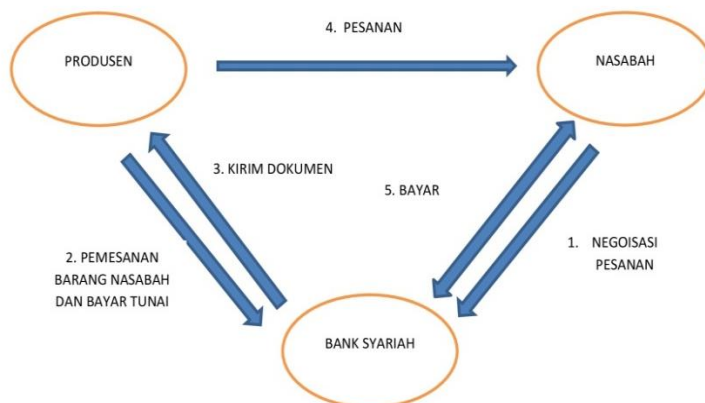 4. PESANAN
PRODUSEN
NASABAH
3. KIRIM DOKUMEN
5. BAYAR
2. PEMESANAN
BARANG NASABAH
DAN BAYAR TUNAI
1. NEGOISASI
PESANAN
BANK SYARIAH